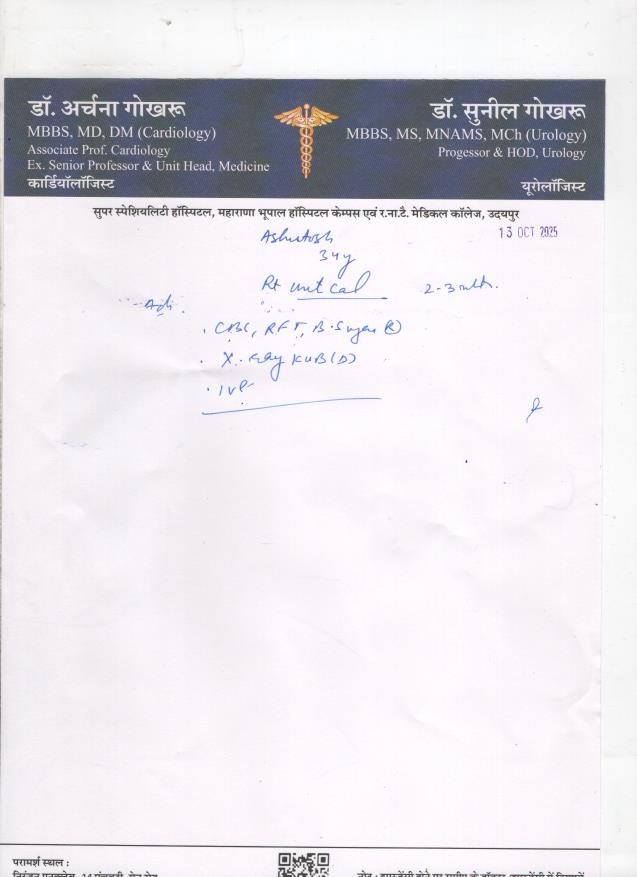 डॉ. अर्चना गोखरू
MBBS, MD, DM (Cardiology)
Associate Prof. Cardiology
Ex. Senior Professor & Unit Head, Medicine
कार्डियॉलॉजिस्ट
डॉ. सुनील गोखरू
MBBS, MS, MNAMS, MCh (Urology)
Progessor & HOD, Urology
यूरोलॉजिस्ट
सुपर स्पेशियलिटी हॉस्पिटल, महाराणा भूपाल हॉस्पिटल केम्पस एवं र.ना.टै. मेडिकल कॉलेज, उदयपुर
13 OCT 2025
Ashutosh
34y
Rt unt cal 2-3 mth.
Adv.
. CBC, RFT, B. Sugar (R)
. X-Ray KUB (D)
. IVP
परामर्श स्थल :